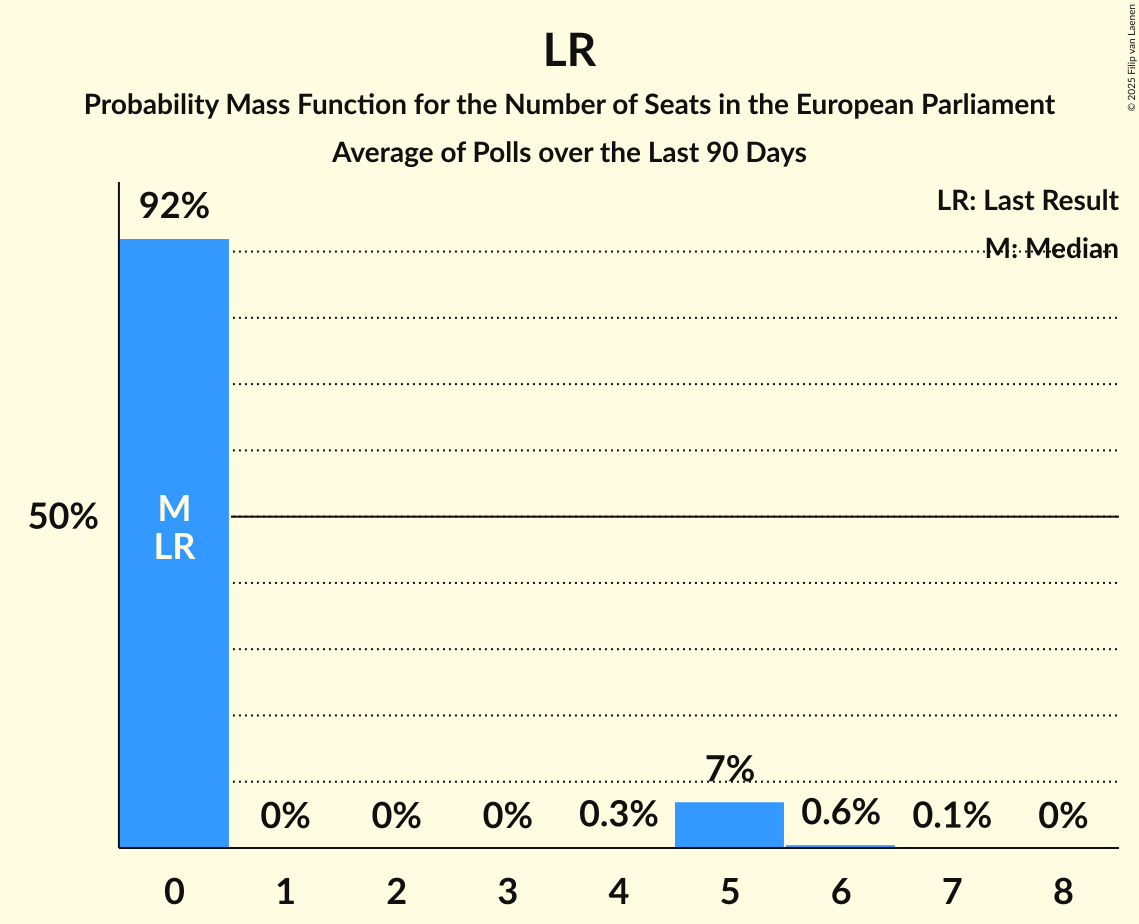 LR
Probability Mass Function for the Number of Seats in the European Parliament
Average of Polls over the Last 90 Days
© 2025 Filip van Laenen
LR: Last Result
M: Median
92%
50%
M
LR
0%
0%
0%
0.3%
7%
0.6%
0.1%
0%
0 1 2 3 4 5 6 7 8